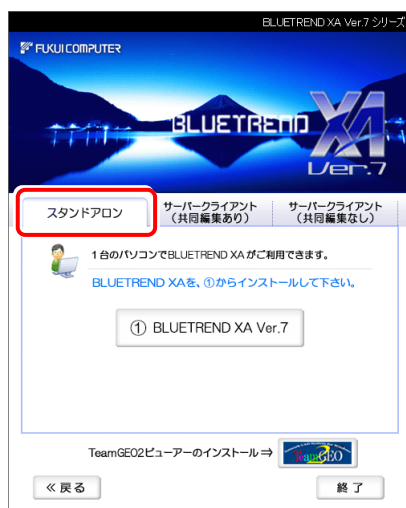 BLUETREND XA Ver.7 シリーズ
FUKUI COMPUTER
BLUETREND
XA
Ver.7
スタンドアロン
サーバークライアント
(共同編集あり)
サーバークライアント
(共同編集なし)
1台のパソコンでBLUETREND XAがご利用できます。
BLUETREND XAを、①からインストールして下さい。
① BLUETREND XA Ver.7
TeamGEO2ビューアーのインストール⇒
TeamGEO
≪戻る
終了